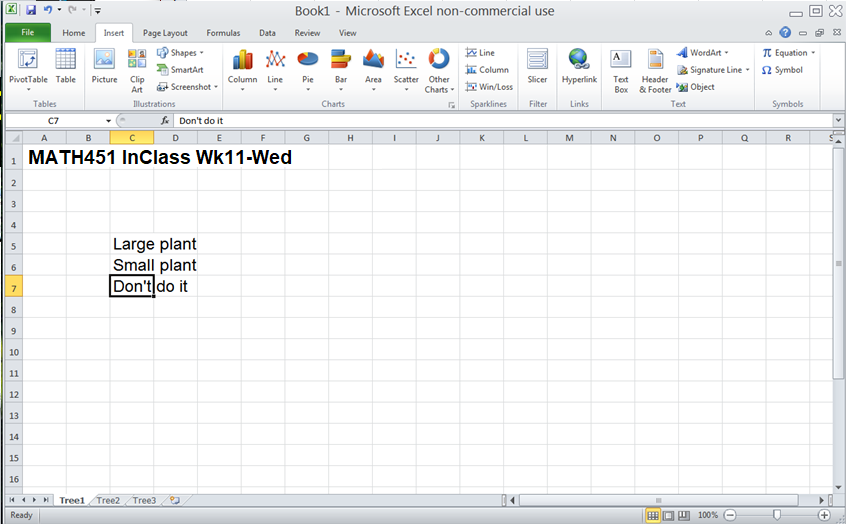 Book1 - Microsoft Excel non-commercial use
File Home Insert Page Layout Formulas Data Review View
PivotTable
Table
Tables
Picture
Clip Art
Shapes
SmartArt
Screenshot
Illustrations
Column
Line
Pie
Bar
Area
Scatter
Other Charts
Charts
Line
Column
Win/Loss
Sparklines
Slicer
Filter
Hyperlink
Links
Text Box
Header & Footer
WordArt
Signature Line
Object
Text
π Equation
Ω Symbol
Symbols
C7 fx Don't do it
A B C D E F G H I J K L M N O P Q R S
1 MATH451 InClass Wk11-Wed
2
3
4
5 Large plant
6 Small plant
7 Don't do it
8
9
10
11
12
13
14
15
16
Tree1 Tree2 Tree3
Ready 100%